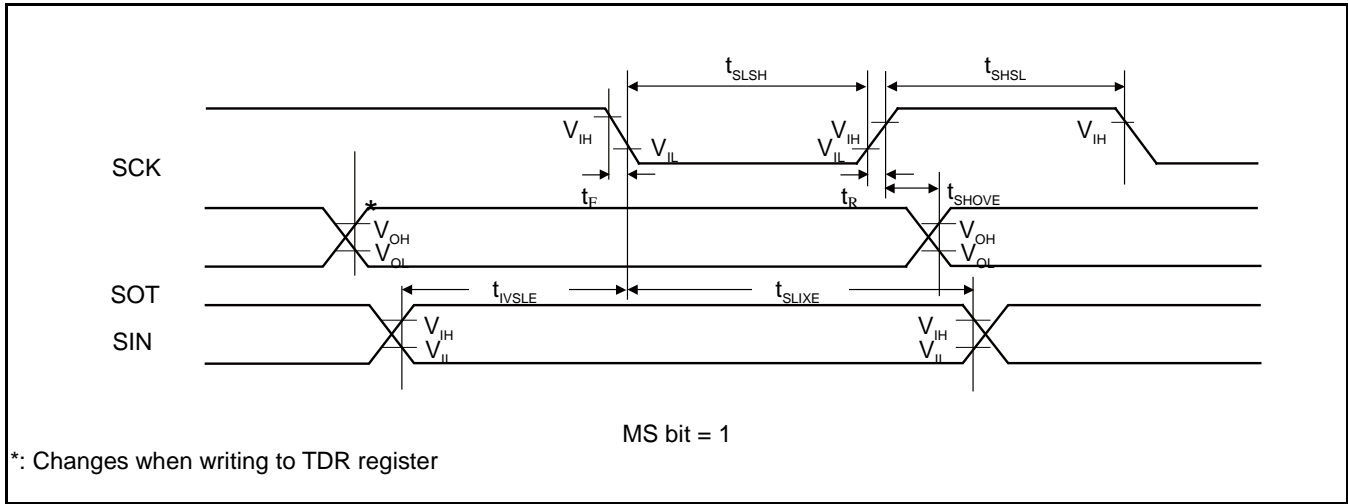 tSLSH
tSHSL
VIH
VIL
VIL
VIH
VIH
SCK
tF
tR
tSHOVE
*
VOH
VOL
VOH
VOL
SOT
tIVSLE
tSLIXE
SIN
VIH
VIL
VIH
VIL
MS bit = 1
*: Changes when writing to TDR register